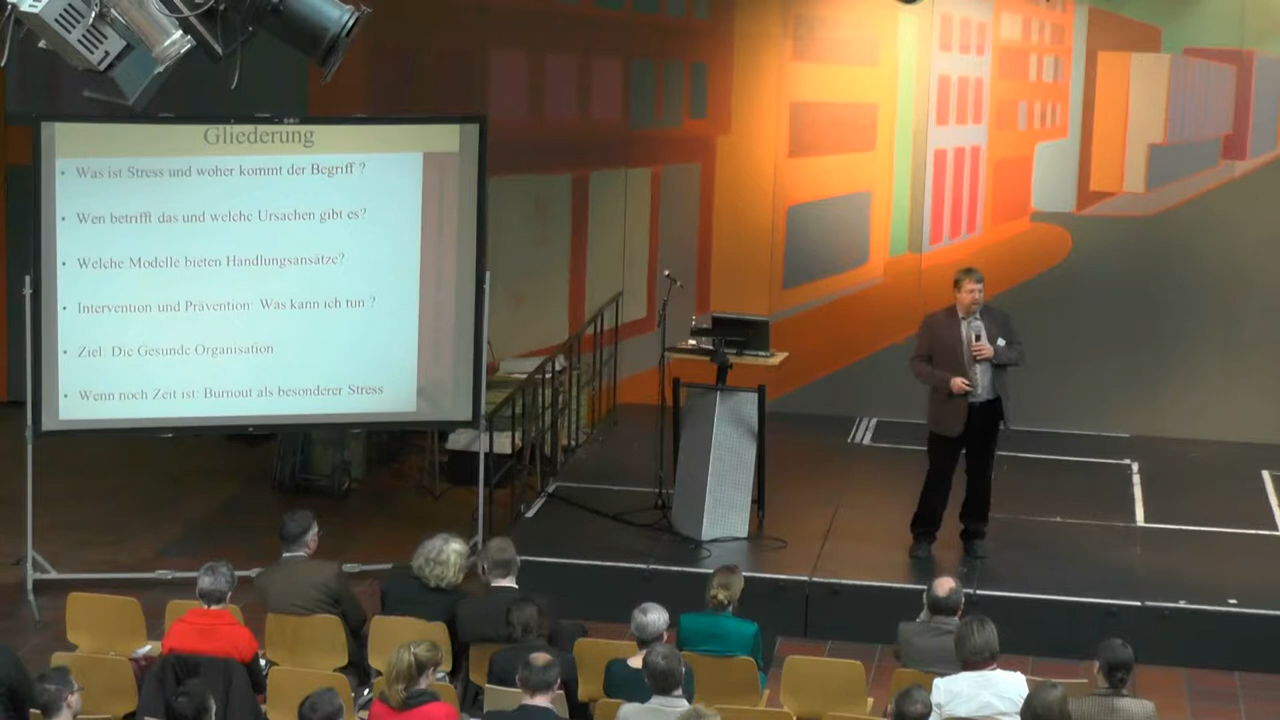 Gliederung
• Was ist Stress und woher kommt der Begriff ?
• Wen betrifft das und welche Ursachen gibt es?
• Welche Modelle bieten Handlungsansätze?
• Intervention und Prävention: Was kann ich tun ?
• Ziel: Die Gesunde Organisation
• Wenn noch Zeit ist: Burnout als besonderer Stress